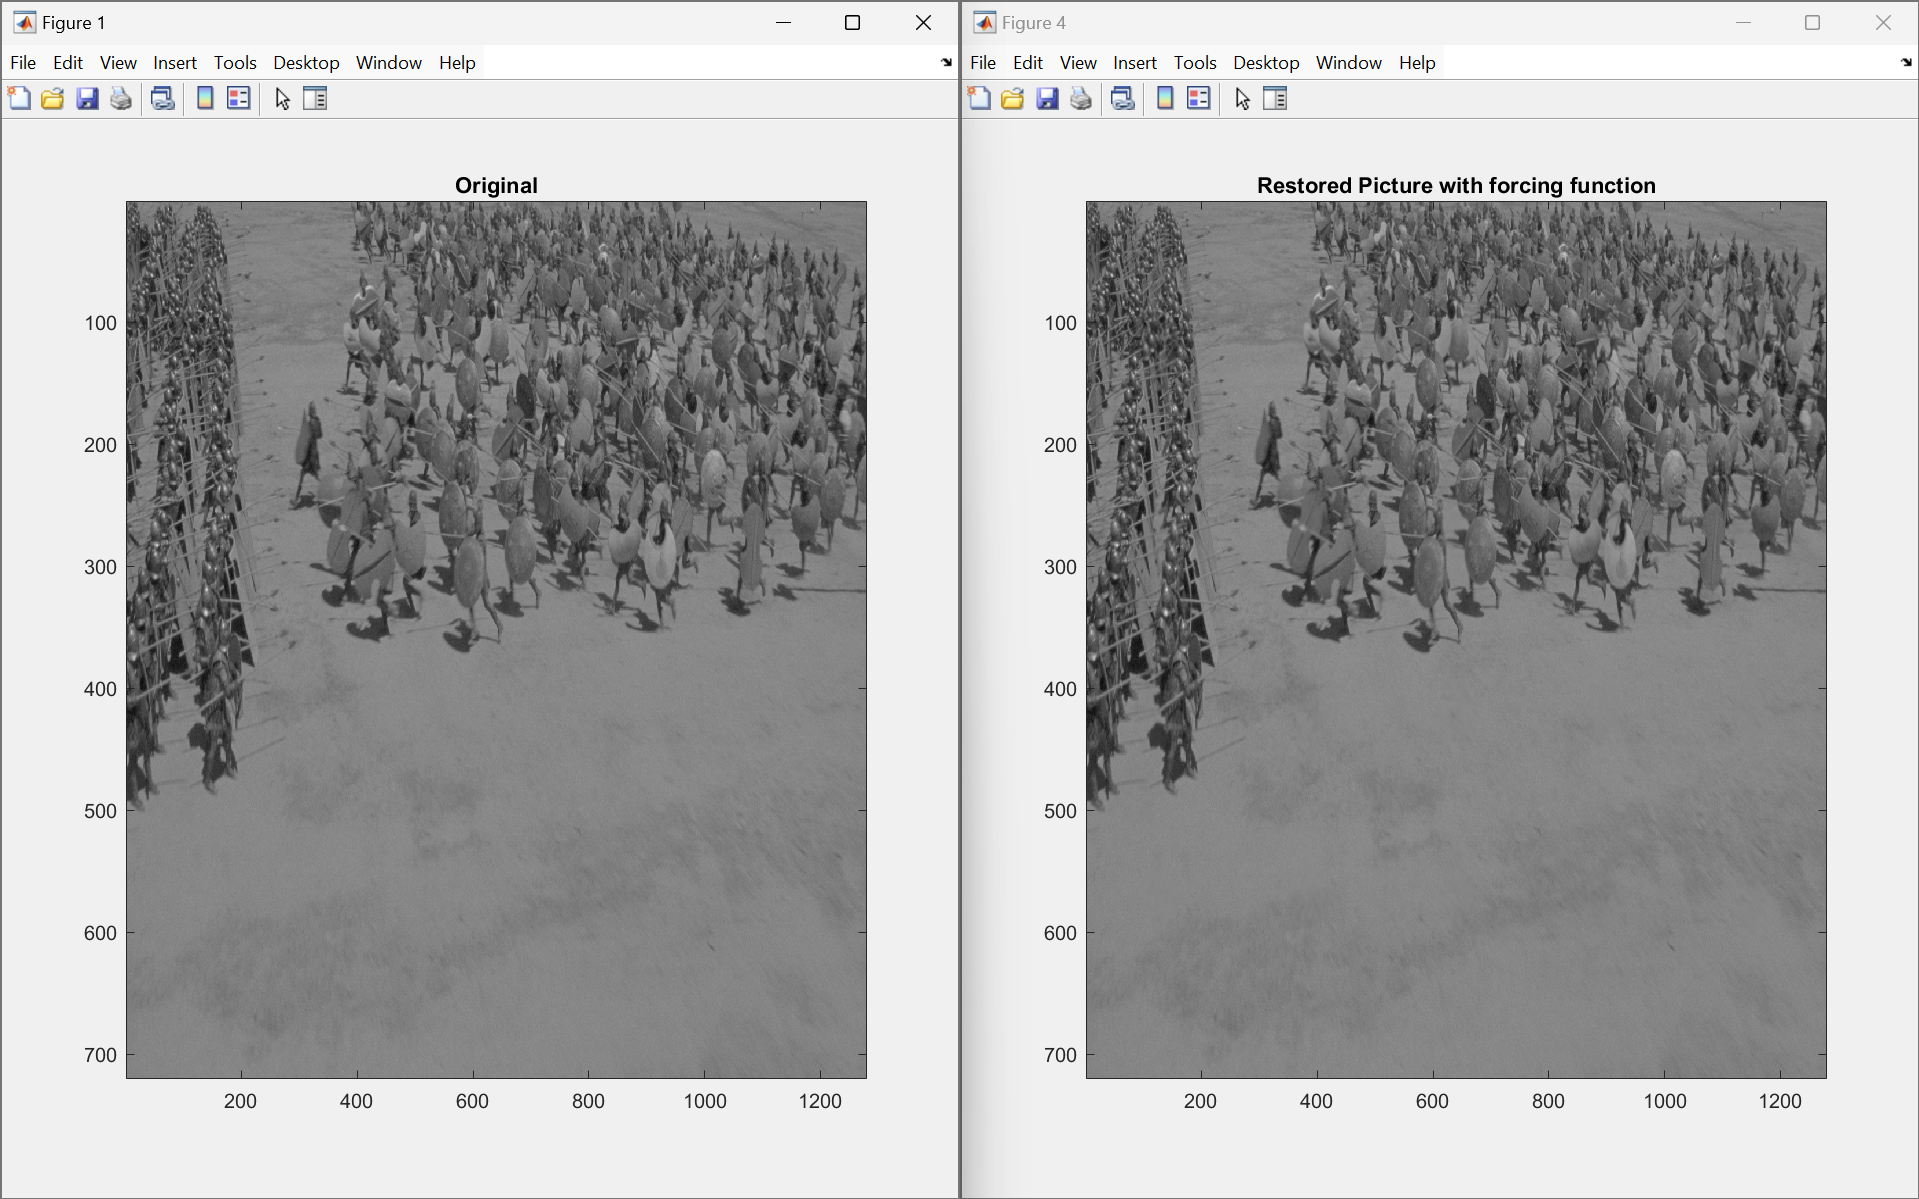 Figure 1
File Edit View Insert Tools Desktop Window Help
Original
100
200
300
400
500
600
700
200 400 600 800 1000 1200
Figure 4
File Edit View Insert Tools Desktop Window Help
Restored Picture with forcing function
100
200
300
400
500
600
700
200 400 600 800 1000 1200